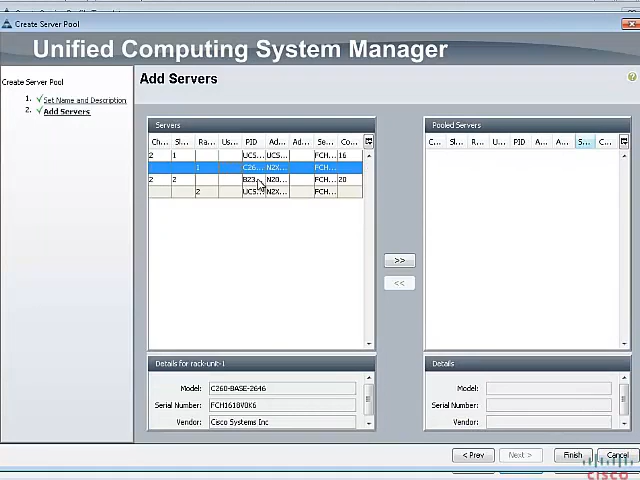 Create Server Pool
Unified Computing System Manager
Create Server Pool
1. √Set Name and Description
2. √Add Servers
Add Servers
Servers
Ch... Sl... Ra... Us... PID Ad... Ad... Se... Co...
2 1 UCS... UCS... FCH... 16
1 C26... N2X... FCH...
2 2 B23... N20... FCH... 20
2 UCS... N2X... FCH...
Details for rack-unit-1
Model: C260-BASE-2646
Serial Number: FCH1618V0K6
Vendor: Cisco Systems Inc
>>
<<
Pooled Servers
C... Sl... R... U... PID A... A... S... C...
Details
Model:
Serial Number:
Vendor:
< Prev Next > Finish Cancel
CISCO